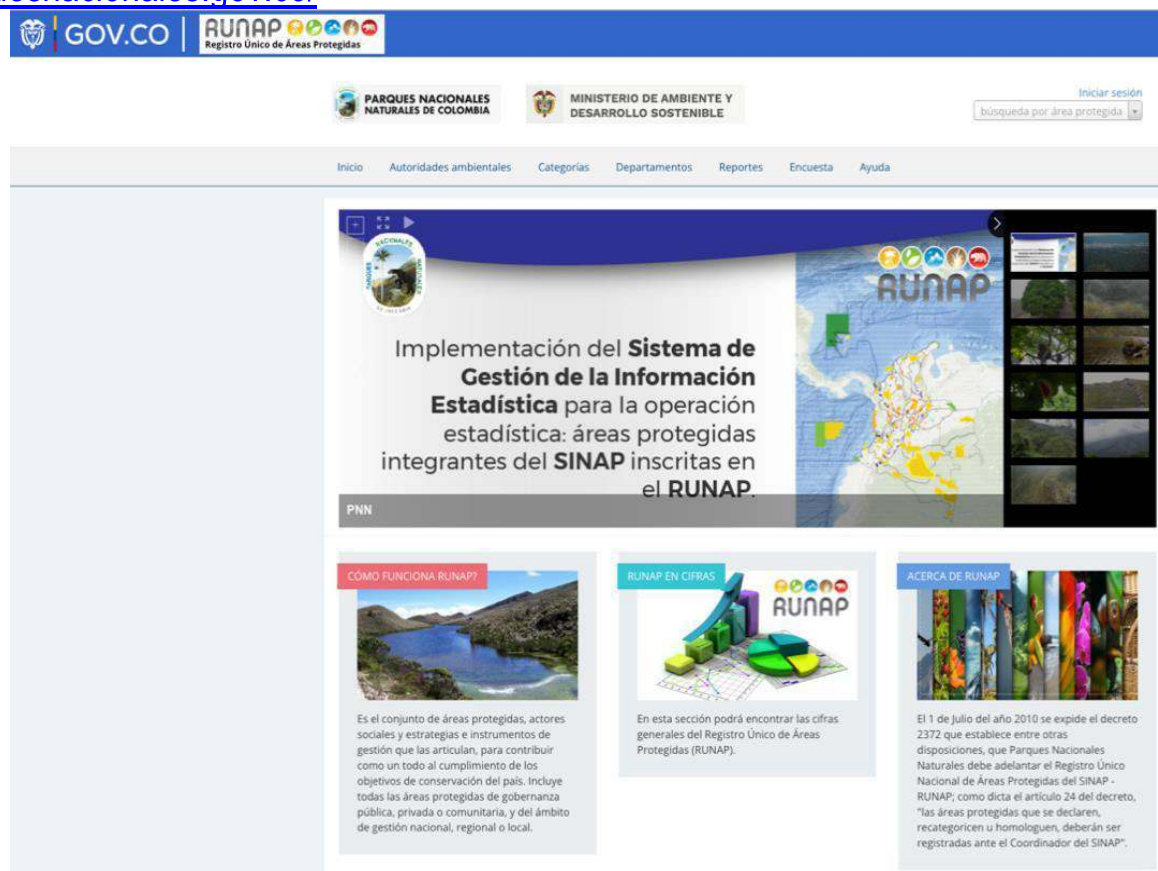 GOV.CO
RUNAP
Registro Único de Áreas Protegidas
PARQUES NACIONALES
NATURALES DE COLOMBIA
MINISTERIO DE AMBIENTE Y
DESARROLLO SOSTENIBLE
Iniciar sesión
búsqueda por área protegida
Inicio Autoridades ambientales Categorías Departamentos Reportes Encuesta Ayuda
PARQUES NACIONALES NATURALES
RUNAP
Implementación del Sistema de
Gestión de la Información
Estadística para la operación
estadística: áreas protegidas
integrantes del SINAP inscritas en
el RUNAP.
PNN
CÓMO FUNCIONA RUNAP?
Es el conjunto de áreas protegidas, actores
sociales y estrategias e instrumentos de
gestión que las articulan, para contribuir
como un todo al cumplimiento de los
objetivos de conservación del país. Incluye
todas las áreas protegidas de gobernanza
pública, privada o comunitaria, y del ámbito
de gestión nacional, regional o local.
RUNAP EN CIFRAS
RUNAP
En esta sección podrá encontrar las cifras
generales del Registro Único de Áreas
Protegidas (RUNAP).
ACERCA DE RUNAP
El 1 de Julio del año 2010 se expide el decreto
2372 que establece entre otras
disposiciones, que Parques Nacionales
Naturales debe adelantar el Registro Único
Nacional de Áreas Protegidas del SINAP -
RUNAP; como dicta el artículo 24 del decreto,
"las áreas protegidas que se declaren,
recategoricen u homologuen, deberán ser
registradas ante el Coordinador del SINAP".